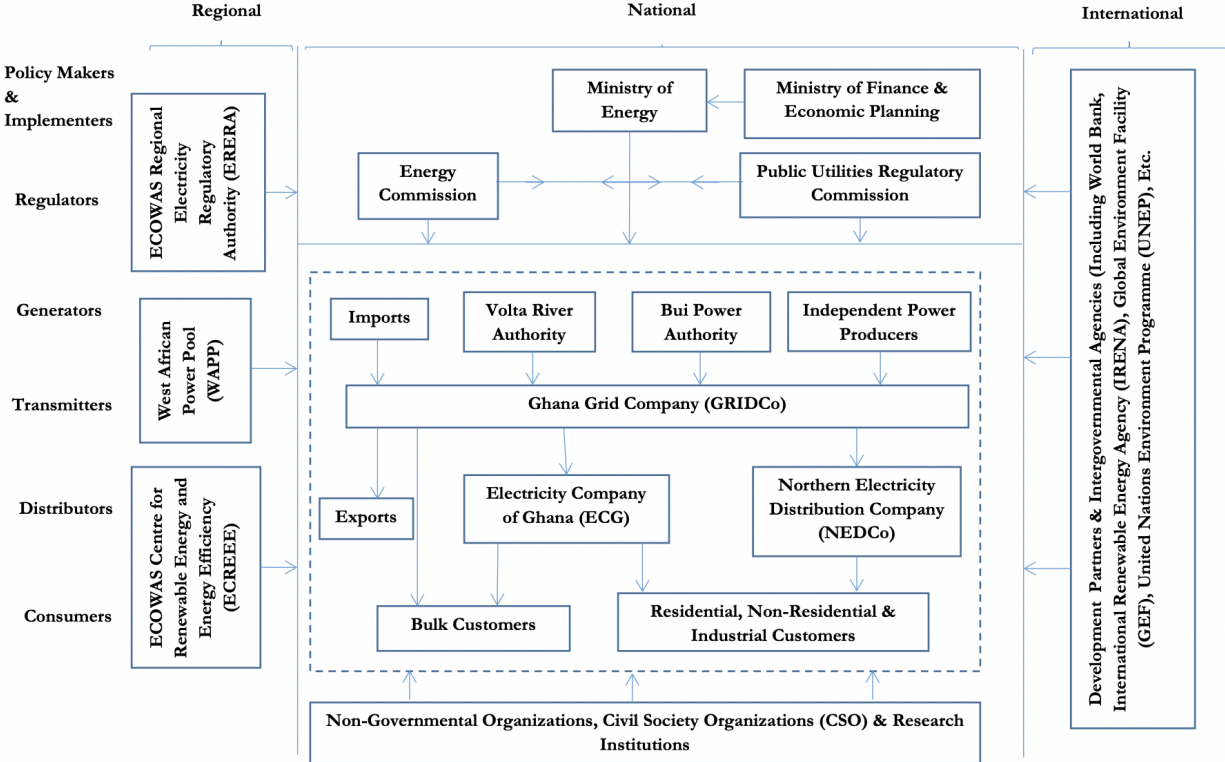 Regional
National
International
Policy Makers
&
Implementers
Regulators
Generators
Transmitters
Distributors
Consumers
ECOWAS Regional
Electricity
Regulatory
Authority (ERERA)
West African
Power Pool
(WAPP)
ECOWAS Centre for
Renewable Energy and
Energy Efficiency
(ECREEE)
Ministry of
Energy
Ministry of Finance &
Economic Planning
Energy
Commission
Public Utilities Regulatory
Commission
Imports
Volta River
Authority
Bui Power
Authority
Independent Power
Producers
Ghana Grid Company (GRIDCo)
Exports
Electricity Company
of Ghana (ECG)
Northern Electricity
Distribution Company
(NEDCo)
Bulk Customers
Residential, Non-Residential &
Industrial Customers
Non-Governmental Organizations, Civil Society Organizations (CSO) & Research
Institutions
Development Partners & Intergovernmental Agencies (Including World Bank,
International Renewable Energy Agency (IRENA), Global Environment Facility
(GEF), United Nations Environment Programme (UNEP), Etc.